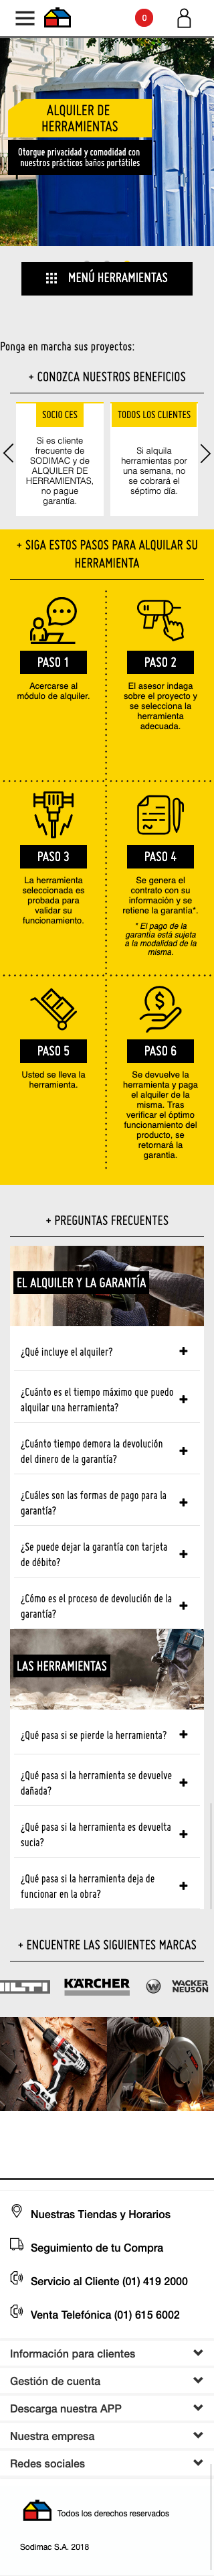 0
ALQUILER DE
HERRAMIENTAS
Otorgue privacidad y comodidad con
nuestros prácticos baños portátiles
MENÚ HERRAMIENTAS
Ponga en marcha sus proyectos:
+ CONOZCA NUESTROS BENEFICIOS
SOCIO CES
Si es cliente
frecuente de
SODIMAC y de
ALQUILER DE
HERRAMIENTAS,
no pague
garantía.
TODOS LOS CLIENTES
Si alquila
herramientas por
una semana, no
se cobrará el
séptimo día.
+ SIGA ESTOS PASOS PARA ALQUILAR SU
HERRAMIENTA
PASO 1
Acercarse al
módulo de alquiler.
PASO 2
El asesor indaga
sobre el proyecto y
se selecciona la
herramienta
adecuada.
PASO 3
La herramienta
seleccionada es
probada para
validar su
funcionamiento.
PASO 4
Se genera el
contrato con su
información y se
retiene la garantía*.
* El pago de la
garantía está sujeta
a la modalidad de la
misma.
PASO 5
Usted se lleva la
herramienta.
PASO 6
Se devuelve la
herramienta y paga
el alquiler de la
misma. Tras
verificar el óptimo
funcionamiento del
producto, se
retornará la
garantía.
+ PREGUNTAS FRECUENTES
EL ALQUILER Y LA GARANTÍA
¿Qué incluye el alquiler? +
¿Cuánto es el tiempo máximo que puedo
alquilar una herramienta? +
¿Cuánto tiempo demora la devolución
del dinero de la garantía? +
¿Cuáles son las formas de pago para la
garantía? +
¿Se puede dejar la garantía con tarjeta
de débito? +
¿Cómo es el proceso de devolución de la
garantía? +
LAS HERRAMIENTAS
¿Qué pasa si se pierde la herramienta? +
¿Qué pasa si la herramienta se devuelve
dañada? +
¿Qué pasa si la herramienta es devuelta
sucia? +
¿Qué pasa si la herramienta deja de
funcionar en la obra? +
+ ENCUENTRE LAS SIGUIENTES MARCAS
KÄRCHER
WACKER
NEUSON
Nuestras Tiendas y Horarios
Seguimiento de tu Compra
Servicio al Cliente (01) 419 2000
Venta Telefónica (01) 615 6002
Información para clientes
Gestión de cuenta
Descarga nuestra APP
Nuestra empresa
Redes sociales
Todos los derechos reservados
Sodimac S.A. 2018